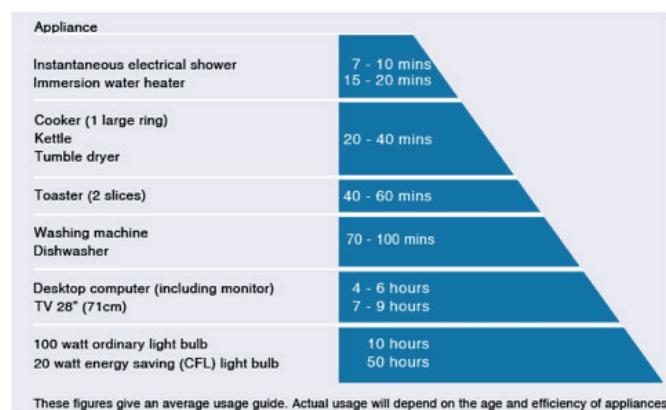 Appliance
Instantaneous electrical shower 7 - 10 mins
Immersion water heater 15 - 20 mins
Cooker (1 large ring)
Kettle 20 - 40 mins
Tumble dryer
Toaster (2 slices) 40 - 60 mins
Washing machine
Dishwasher 70 - 100 mins
Desktop computer (including monitor) 4 - 6 hours
TV 28" (71cm) 7 - 9 hours
100 watt ordinary light bulb 10 hours
20 watt energy saving (CFL) light bulb 50 hours
These figures give an average usage guide. Actual usage will depend on the age and efficiency of appliances